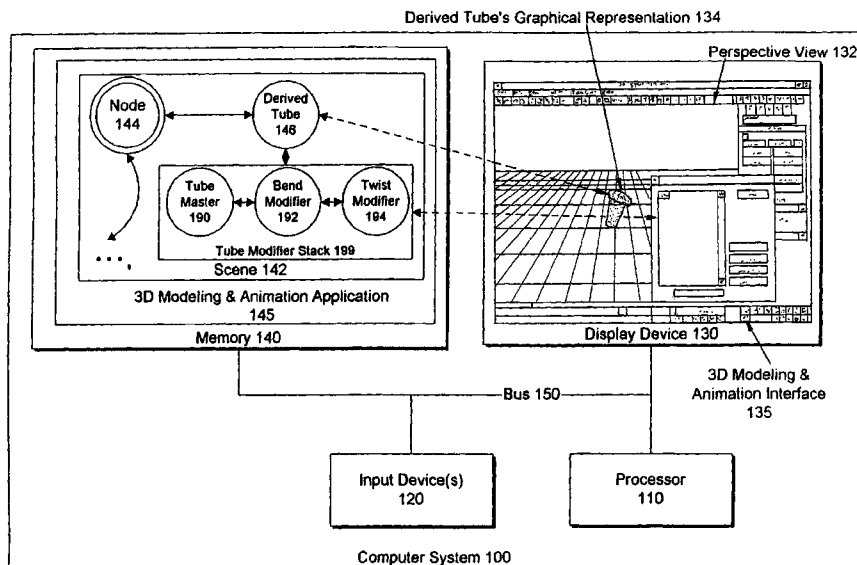 Derived Tube's Graphical Representation 134
Perspective View 132
Node
144
Derived
Tube
146
Tube
Master
190
Bend
Modifier
192
Twist
Modifier
194
Tube Modifier Stack 199
Scene 142
3D Modeling & Animation Application
145
Memory 140
Display Device 130
3D Modeling &
Animation Interface
135
Bus 150
Input Device(s)
120
Processor
110
Computer System 100